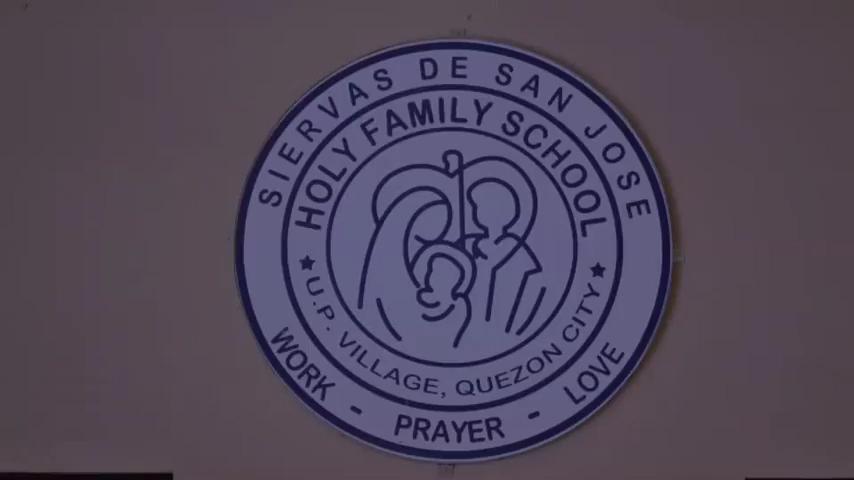 SIERVAS DE SAN JOSE
HOLY FAMILY SCHOOL
U.P. VILLAGE, QUEZON CITY
WORK - PRAYER - LOVE